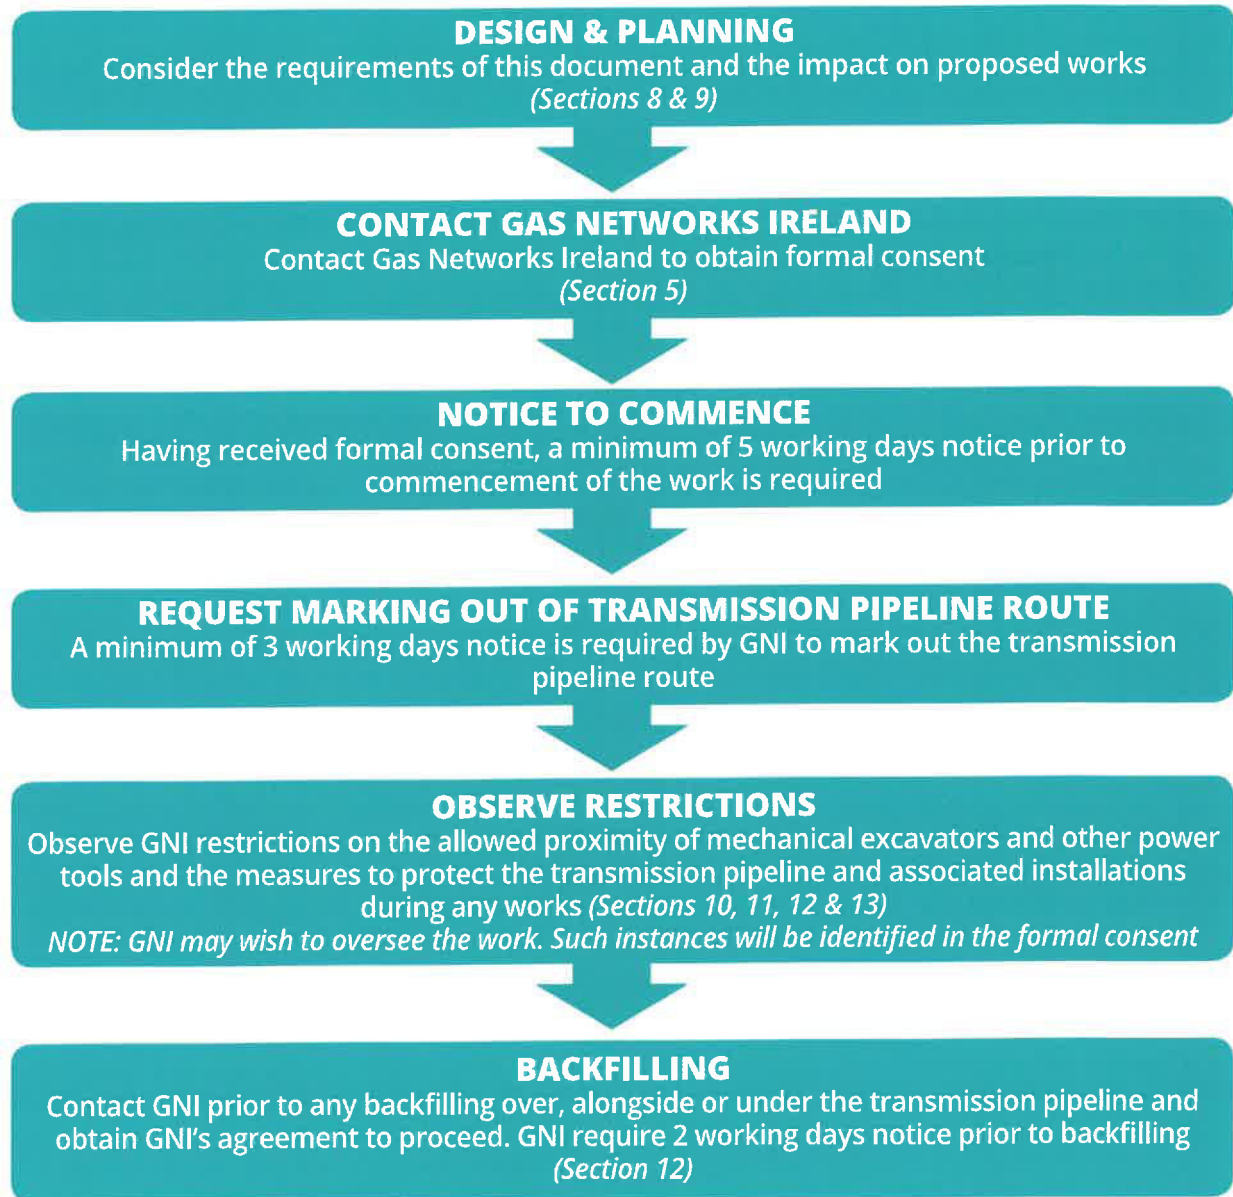 DESIGN & PLANNING
Consider the requirements of this document and the impact on proposed works
(Sections 8 & 9)
CONTACT GAS NETWORKS IRELAND
Contact Gas Networks Ireland to obtain formal consent
(Section 5)
NOTICE TO COMMENCE
Having received formal consent, a minimum of 5 working days notice prior to
commencement of the work is required
REQUEST MARKING OUT OF TRANSMISSION PIPELINE ROUTE
A minimum of 3 working days notice is required by GNI to mark out the transmission
pipeline route
OBSERVE RESTRICTIONS
Observe GNI restrictions on the allowed proximity of mechanical excavators and other power
tools and the measures to protect the transmission pipeline and associated installations
during any works (Sections 10, 11, 12 & 13)
NOTE: GNI may wish to oversee the work. Such instances will be identified in the formal consent
BACKFILLING
Contact GNI prior to any backfilling over, alongside or under the transmission pipeline and
obtain GNI's agreement to proceed. GNI require 2 working days notice prior to backfilling
(Section 12)